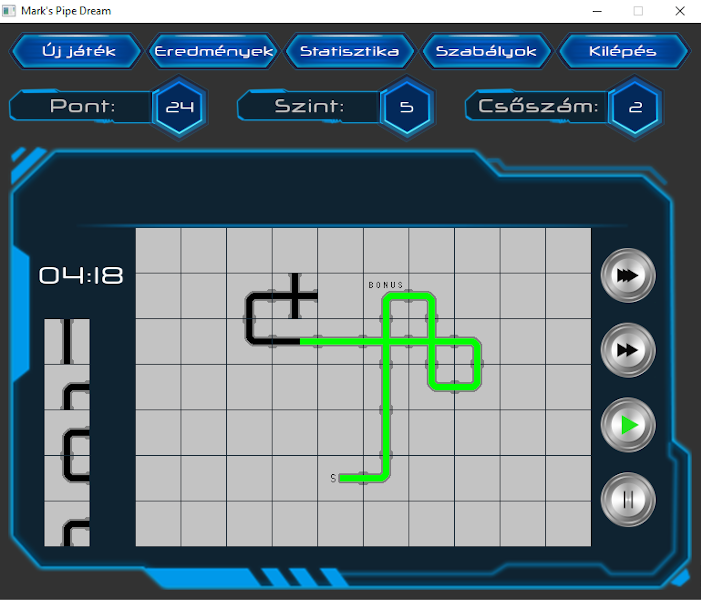 Mark's Pipe Dream
Új játék Eredmények Statisztika Szabályok Kilépés
Pont: 24 Szint: 5 Csőszám: 2
04:18
BONUS
S